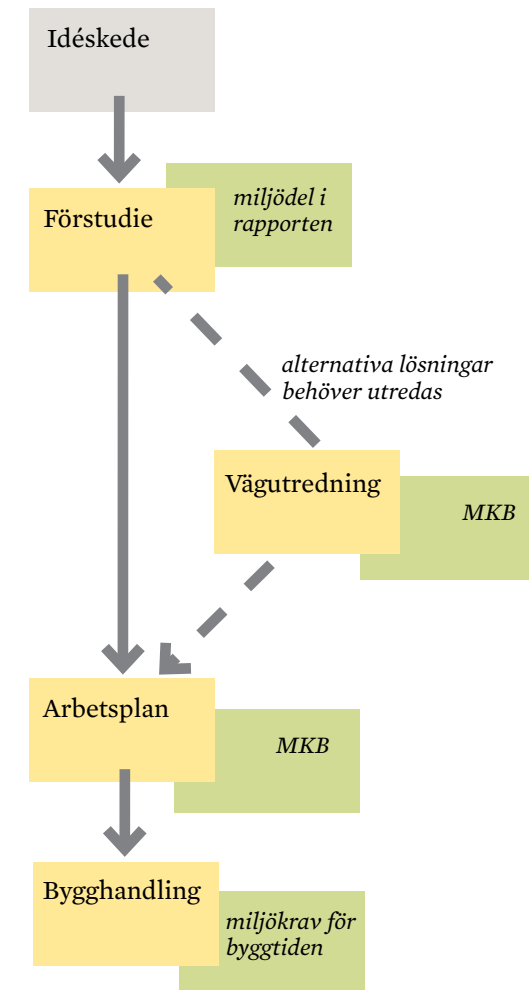 Idéskede
Förstudie
miljödel i
rapporten
alternativa lösningar
behöver utredas
Vägutredning
MKB
Arbetsplan
MKB
Bygghandling
miljökrav för
byggtiden